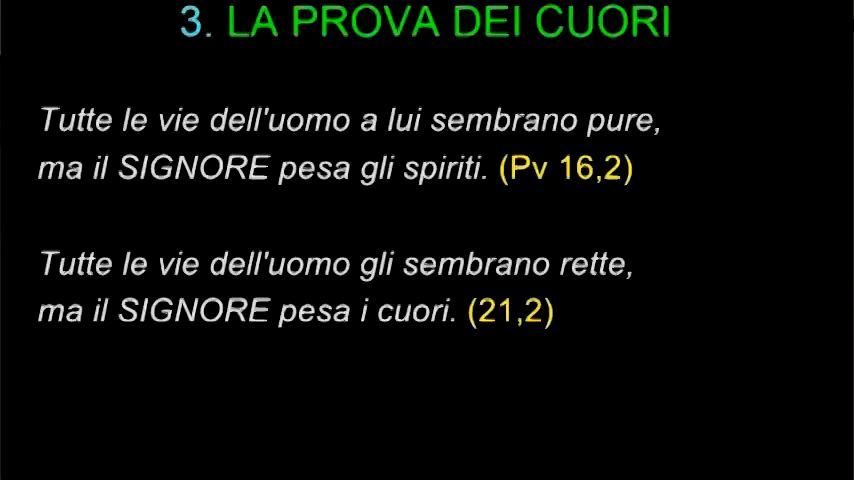 3. LA PROVA DEI CUORI
Tutte le vie dell'uomo a lui sembrano pure,
ma il SIGNORE pesa gli spiriti. (Pv 16,2)
Tutte le vie dell'uomo gli sembrano rette,
ma il SIGNORE pesa i cuori. (21,2)